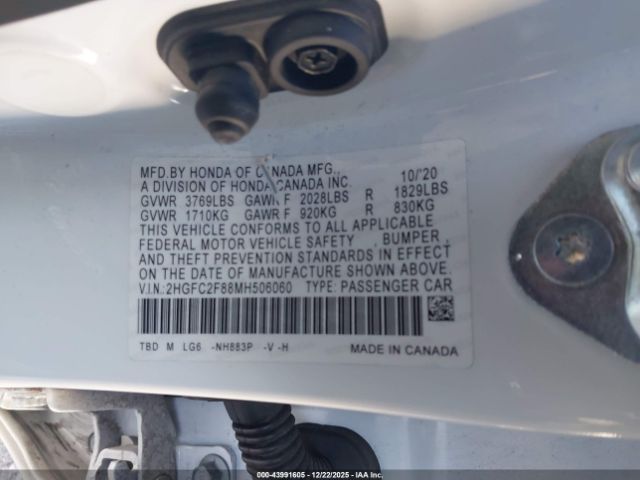 MFD.BY HONDA OF CANADA MFG., 10/'20
A DIVISION OF HONDA CANADA INC.
GVWR 3769LBS GAWR F 2028LBS R 1829LBS
GVWR 1710KG GAWR F 920KG R 830KG
THIS VEHICLE CONFORMS TO ALL APPLICABLE
FEDERAL MOTOR VEHICLE SAFETY , BUMPER,
AND THEFT PREVENTION STANDARDS IN EFFECT
ON THE DATE OF MANUFACTURE SHOWN ABOVE.
V.I.N.:2HGFC2F88MH506060 TYPE: PASSENGER CAR
TBD M LG6 -NH883P -V -H MADE IN CANADA
000-43991605 - 12/22/2025 - IAA Inc.